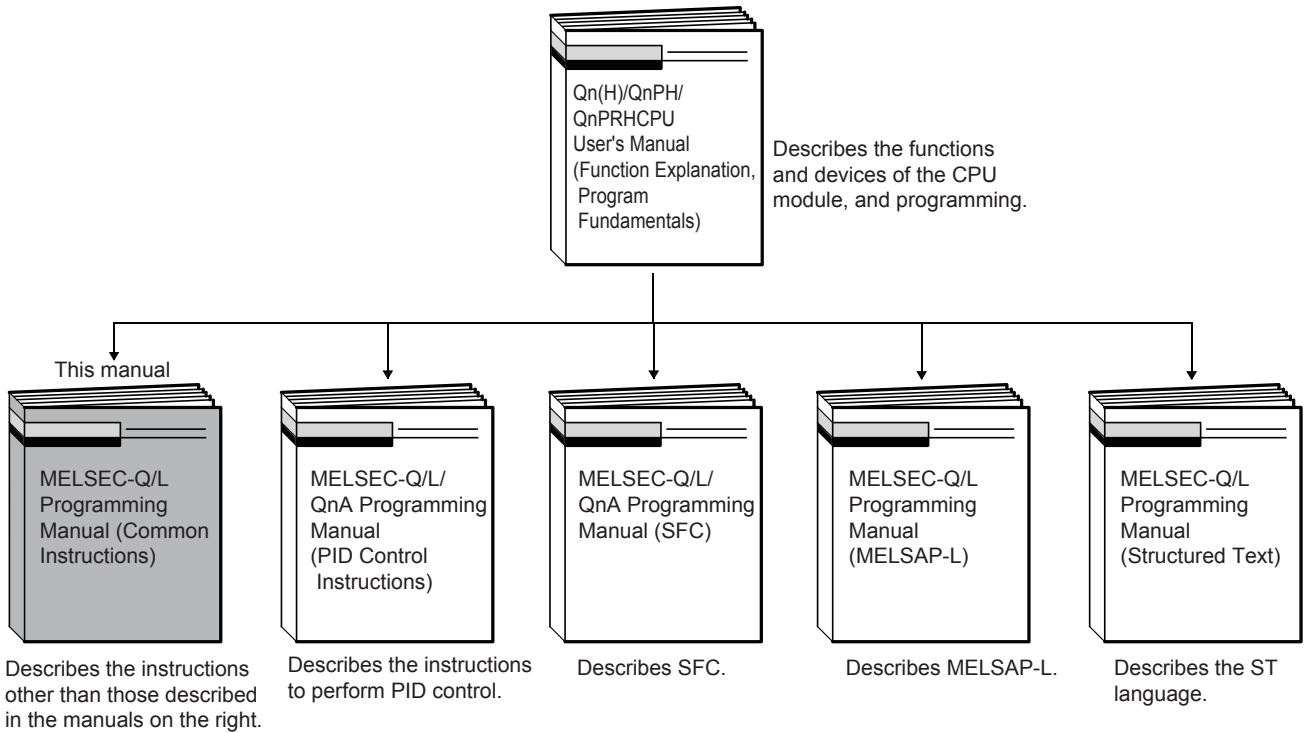 Qn(H)/QnPH/
QnPRHCPU
User's Manual
(Function Explanation,
Program
Fundamentals)
Describes the functions
and devices of the CPU
module, and programming.
This manual
MELSEC-Q/L
Programming
Manual (Common
Instructions)
Describes the instructions
other than those described
in the manuals on the right.
MELSEC-Q/L/
QnA Programming
Manual
(PID Control
Instructions)
Describes the instructions
to perform PID control.
MELSEC-Q/L/
QnA Programming
Manual (SFC)
Describes SFC.
MELSEC-Q/L
Programming
Manual
(MELSAP-L)
Describes MELSAP-L.
MELSEC-Q/L
Programming
Manual
(Structured Text)
Describes the ST
language.